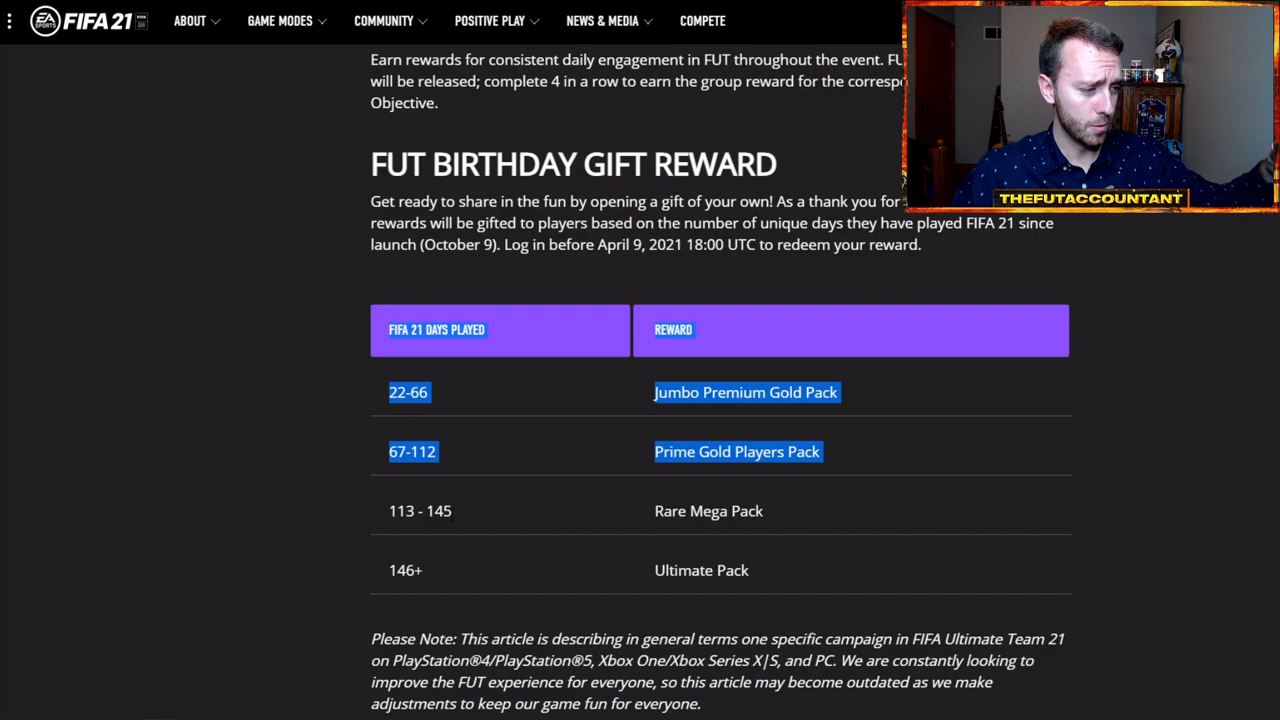 EA SPORTS FIFA 21 ABOUT GAME MODES COMMUNITY POSITIVE PLAY NEWS & MEDIA COMPETE
Earn rewards for consistent daily engagement in FUT throughout the event. FU
will be released; complete 4 in a row to earn the group reward for the corresp
Objective.
FUT BIRTHDAY GIFT REWARD
Get ready to share in the fun by opening a gift of your own! As a thank you for
THEFUTACCOUNTANT
rewards will be gifted to players based on the number of unique days they have played FIFA 21 since
launch (October 9). Log in before April 9, 2021 18:00 UTC to redeem your reward.
FIFA 21 DAYS PLAYED REWARD
22-66 Jumbo Premium Gold Pack
67-112 Prime Gold Players Pack
113 - 145 Rare Mega Pack
146+ Ultimate Pack
Please Note: This article is describing in general terms one specific campaign in FIFA Ultimate Team 21
on PlayStation®4/PlayStation®5, Xbox One/Xbox Series X|S, and PC. We are constantly looking to
improve the FUT experience for everyone, so this article may become outdated as we make
adjustments to keep our game fun for everyone.